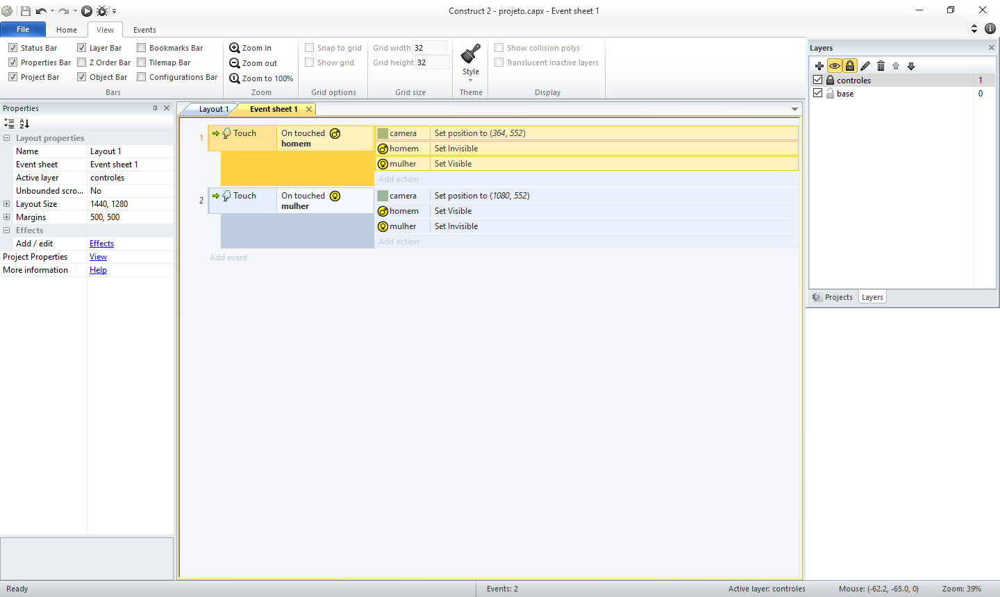 Construct 2 - projeto.capx - Event sheet 1
File Home View Events
Status Bar Layer Bar Bookmarks Bar Zoom in Snap to grid Grid width 32 Show collision polys
Properties Bar Z Order Bar Tilemap Bar Zoom out Show grid Grid height 32 Translucent inactive layers
Project Bar Object Bar Configurations Bar Zoom to 100% Style
Bars Zoom Grid options Grid size Theme Display
Properties
Layout properties
Name Layout 1
Event sheet Event sheet 1
Active layer controles
Unbounded scro... No
Layout Size 1440, 1280
Margins 500, 500
Effects
Add / edit Effects
Project Properties View
More information Help
Layout 1 Event sheet 1
1 Touch On touched homem
camera Set position to (364, 552)
homem Set Invisible
mulher Set Visible
Add action
2 Touch On touched mulher
camera Set position to (1080, 552)
homem Set Visible
mulher Set Invisible
Add action
Add event
Layers
controles 1
base 0
Projects Layers
Ready Events: 2 Active layer: controles Mouse: (-62.2, -65.0, 0) Zoom: 39%